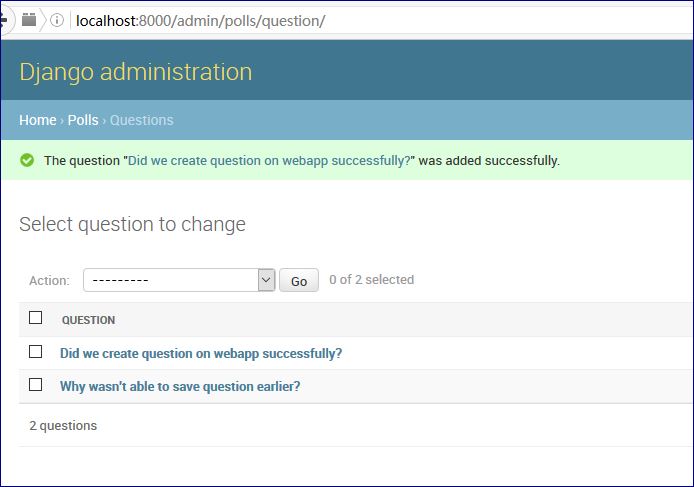 localhost:8000/admin/polls/question/
Django administration
Home › Polls › Questions
The question "Did we create question on webapp successfully?" was added successfully.
Select question to change
Action: --------- Go 0 of 2 selected
QUESTION
Did we create question on webapp successfully?
Why wasn't able to save question earlier?
2 questions